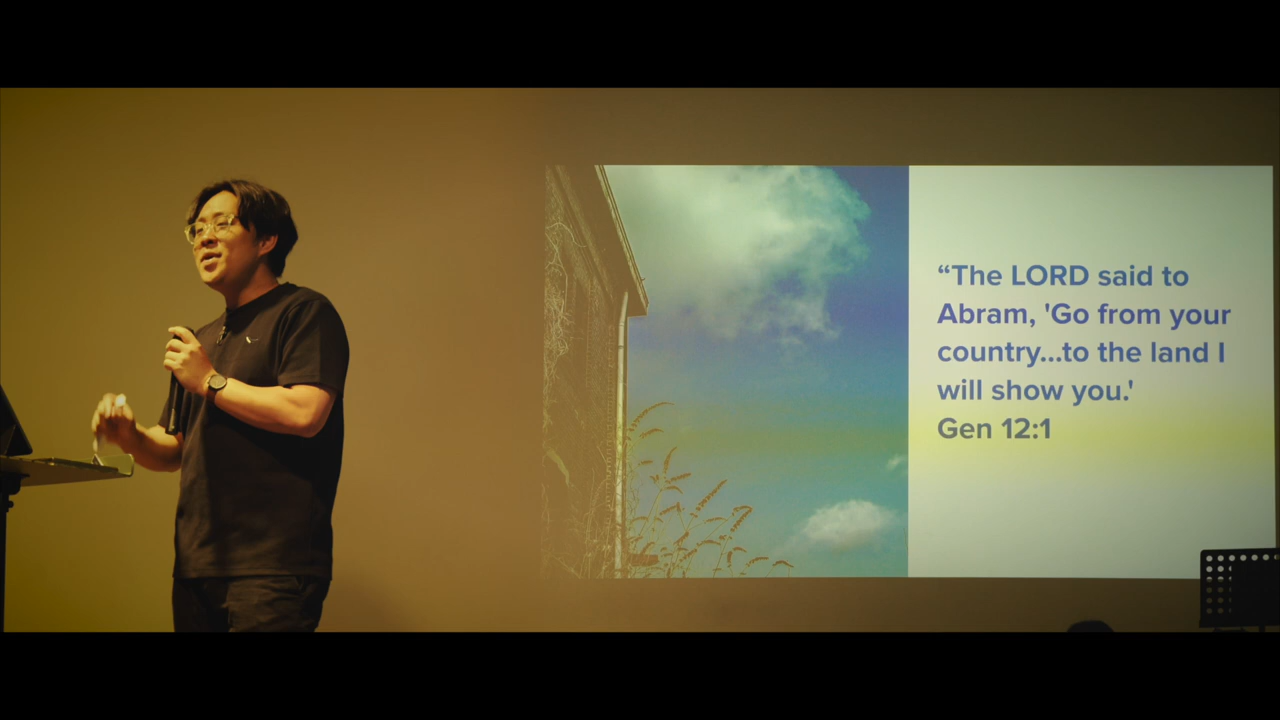 “The LORD said to
Abram, 'Go from your
country...to the land I
will show you.'
Gen 12:1